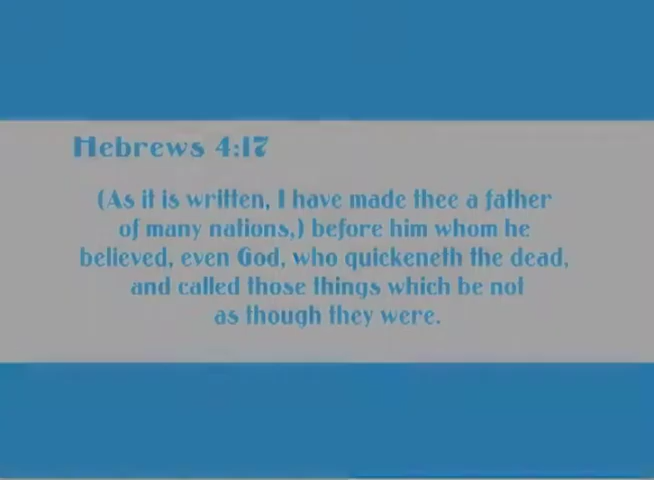 Hebrews 4:17
(As it is written, I have made thee a father
of many nations,) before him whom he
believed, even God, who quickeneth the dead,
and called those things which be not
as though they were.